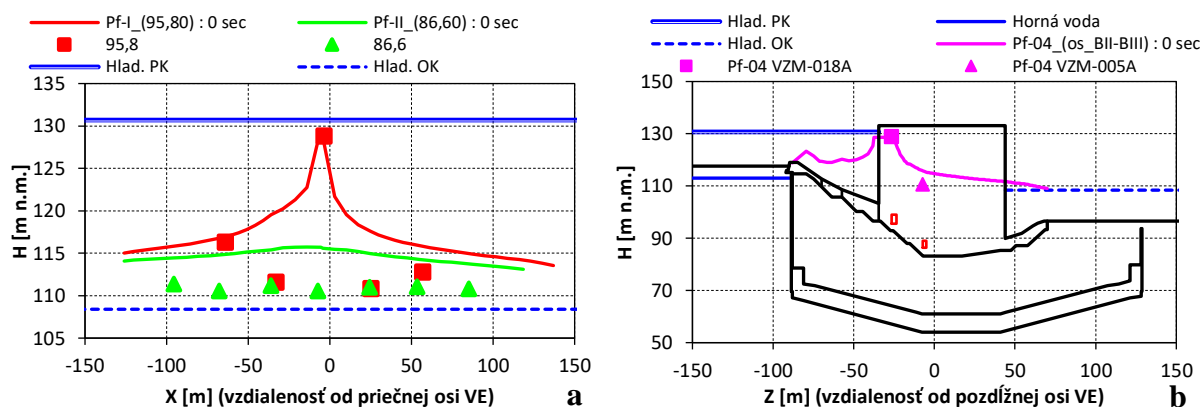 Pf-I_(95,80) : 0 sec
Pf-II_(86,60) : 0 sec
95,8
86,6
Hlad. PK
Hlad. OK
135
130
125
120
115
110
105
-150
-100
-50
0
50
100
150
H [m n.m.]
X [m] (vzdialenosť od priečnej osi VE)
a
Hlad. PK
Horná voda
Hlad. OK
Pf-04_(os_BII-BIII) : 0 sec
Pf-04 VZM-018A
Pf-04 VZM-005A
150
130
110
90
70
50
-150
-100
-50
0
50
100
150
H [m n.m.]
Z [m] (vzdialenosť od pozdĺžnej osi VE)
b